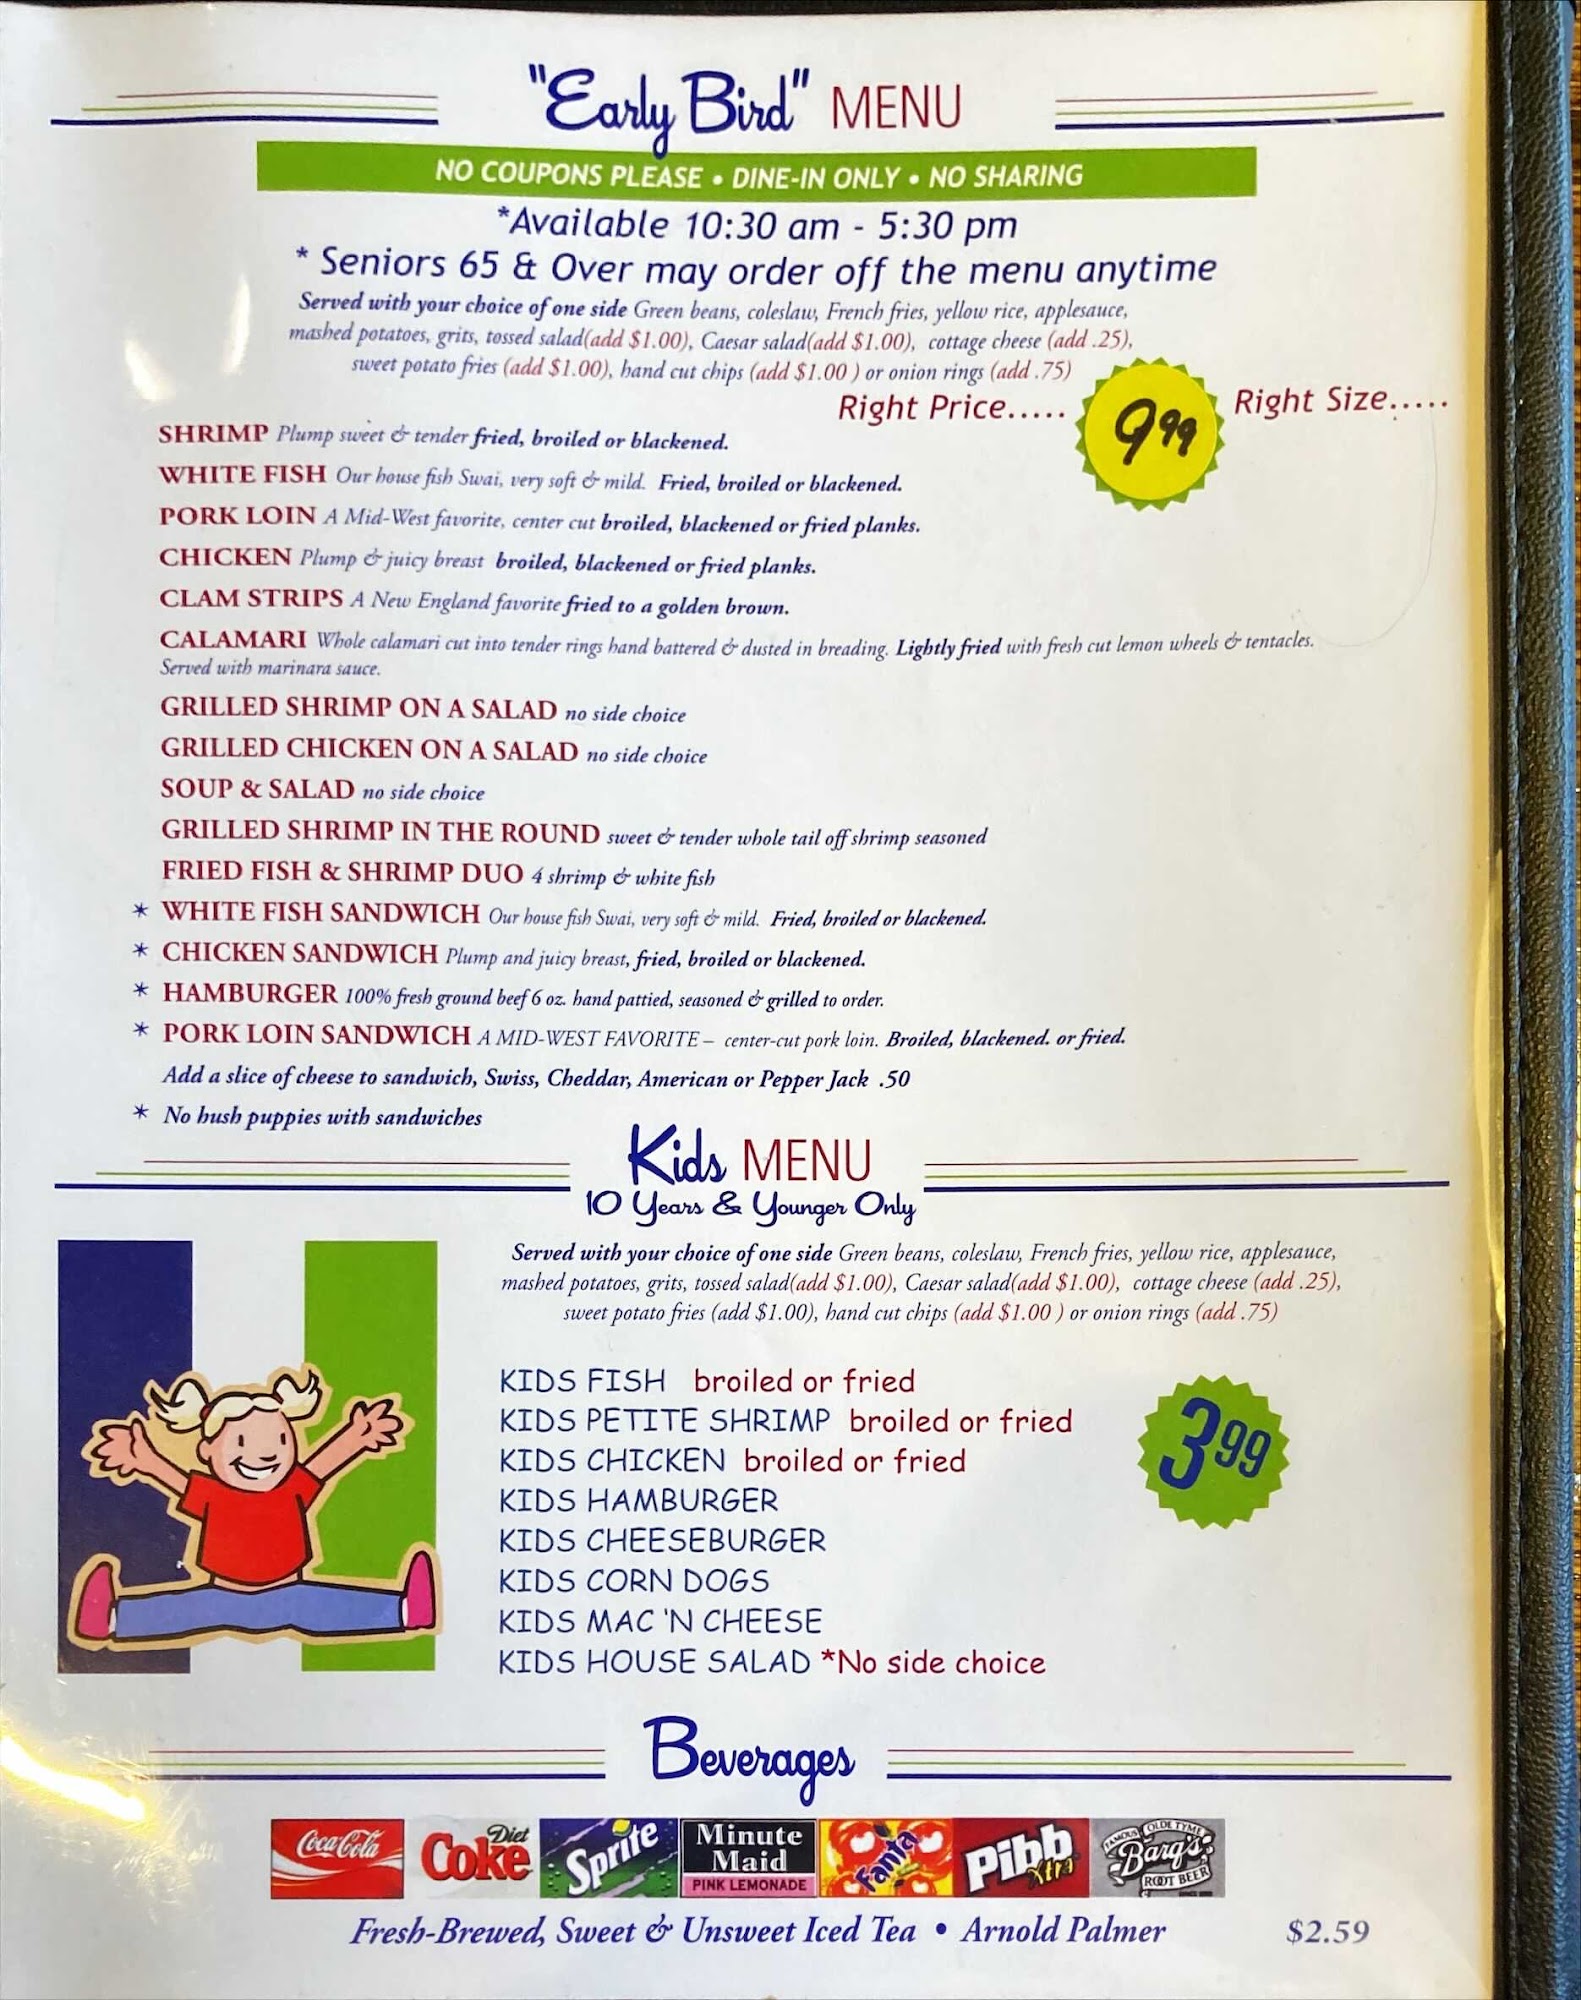 "Early Bird" MENU
NO COUPONS PLEASE • DINE-IN ONLY • NO SHARING
*Available 10:30 am - 5:30 pm
* Seniors 65 & Over may order off the menu anytime
Served with your choice of one side Green beans, coleslaw, French fries, yellow rice, applesauce,
mashed potatoes, grits, tossed salad(add $1.00), Caesar salad(add $1.00), cottage cheese (add .25),
sweet potato fries (add $1.00), hand cut chips (add $1.00 ) or onion rings (add .75)
Right Price..... 9.99 Right Size.....
SHRIMP Plump sweet & tender fried, broiled or blackened.
WHITE FISH Our house fish Swai, very soft & mild. Fried, broiled or blackened.
PORK LOIN A Mid-West favorite, center cut broiled, blackened or fried planks.
CHICKEN Plump & juicy breast broiled, blackened or fried planks.
CLAM STRIPS A New England favorite fried to a golden brown.
CALAMARI Whole calamari cut into tender rings hand battered & dusted in breading. Lightly fried with fresh cut lemon wheels & tentacles.
Served with marinara sauce.
GRILLED SHRIMP ON A SALAD no side choice
GRILLED CHICKEN ON A SALAD no side choice
SOUP & SALAD no side choice
GRILLED SHRIMP IN THE ROUND sweet & tender whole tail off shrimp seasoned
FRIED FISH & SHRIMP DUO 4 shrimp & white fish
* WHITE FISH SANDWICH Our house fish Swai, very soft & mild. Fried, broiled or blackened.
* CHICKEN SANDWICH Plump and juicy breast, fried, broiled or blackened.
* HAMBURGER 100% fresh ground beef 6 oz. hand pattied, seasoned & grilled to order.
* PORK LOIN SANDWICH A MID-WEST FAVORITE – center-cut pork loin. Broiled, blackened. or fried.
Add a slice of cheese to sandwich, Swiss, Cheddar, American or Pepper Jack .50
* No hush puppies with sandwiches
Kids MENU
10 Years & Younger Only
Served with your choice of one side Green beans, coleslaw, French fries, yellow rice, applesauce,
mashed potatoes, grits, tossed salad(add $1.00), Caesar salad(add $1.00), cottage cheese (add .25),
sweet potato fries (add $1.00), hand cut chips (add $1.00 ) or onion rings (add .75)
KIDS FISH broiled or fried
KIDS PETITE SHRIMP broiled or fried
KIDS CHICKEN broiled or fried
3 99
KIDS HAMBURGER
KIDS CHEESEBURGER
KIDS CORN DOGS
KIDS MAC 'N CHEESE
KIDS HOUSE SALAD *No side choice
Beverages
Coca-Cola
Diet Coke
Sprite
Minute Maid PINK LEMONADE
Fanta
Pibb Xtra
FAMOUS OLDE TYME Barq's ROOT BEER
Fresh-Brewed, Sweet & Unsweet Iced Tea • Arnold Palmer $2.59